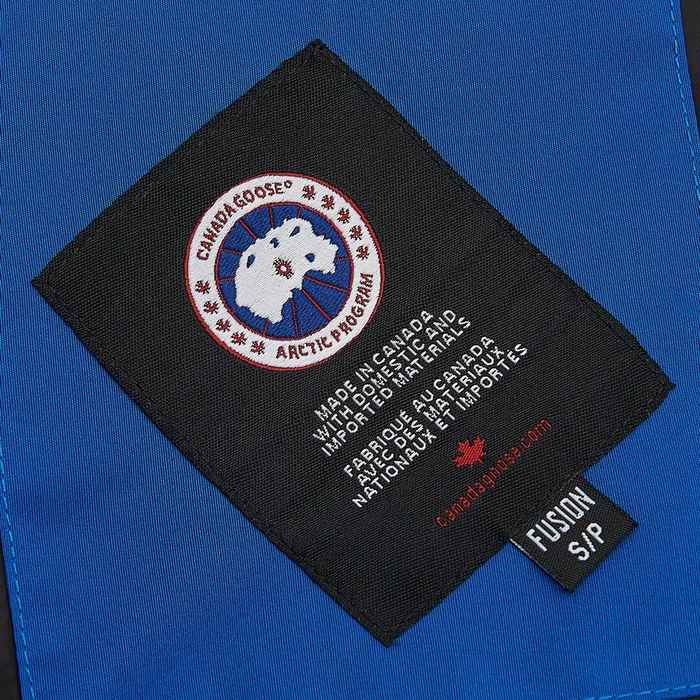 CANADA GOOSE®
ARCTIC PROGRAM
MADE IN CANADA
WITH DOMESTIC AND
IMPORTED MATERIALS
FABRIQUÉ AU CANADA
AVEC DES MATERIAUX
NATIONAUX ET IMPORTÉS
canadagoose.com
FUSION
S/P